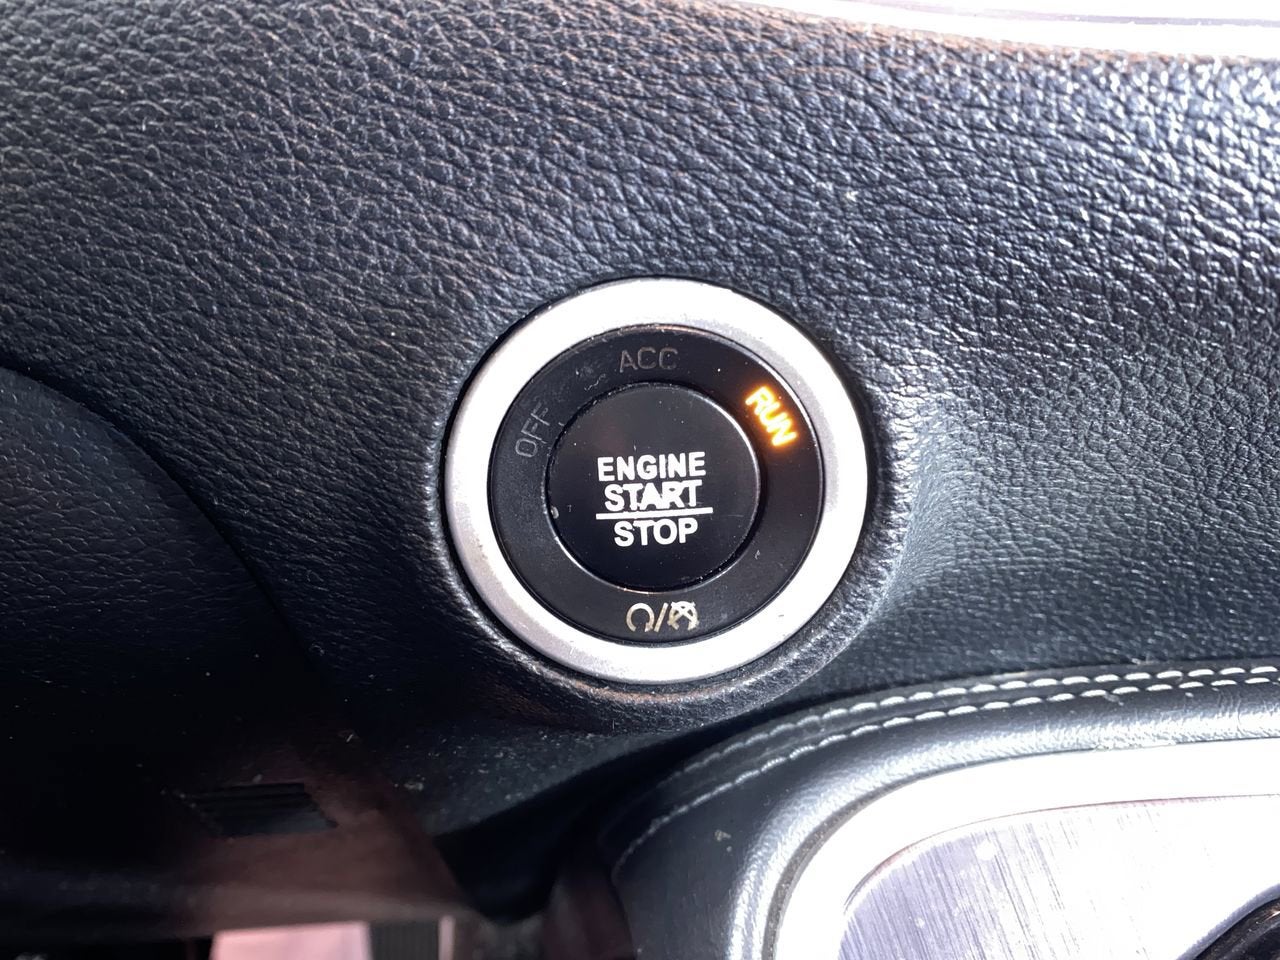 ACC
OFF
RUN
ENGINE
START
STOP